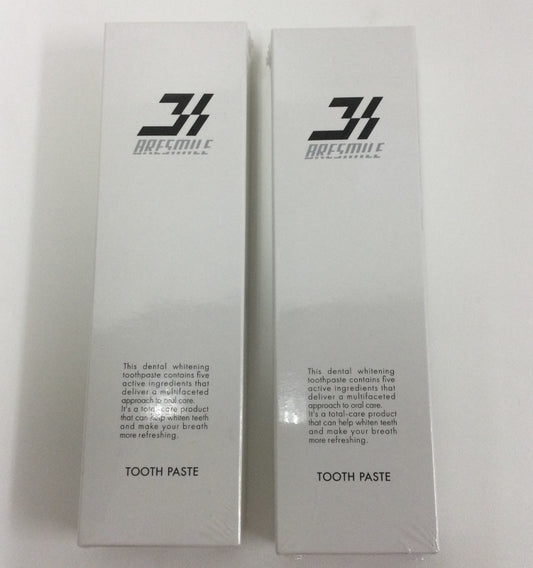 BRESMILE
This dental whitening
toothpaste contains five
active ingredients that
deliver a multifaceted
approach to oral care.
It's a total-care product
that can help whiten teeth
and make your breath
more refreshing.
TOOTH PASTE
BRESMILE
This dental whitening
toothpaste contains five
active ingredients that
deliver a multifaceted
approach to oral care.
It's a total-care product
that can help whiten teeth
and make your breath
more refreshing.
TOOTH PASTE